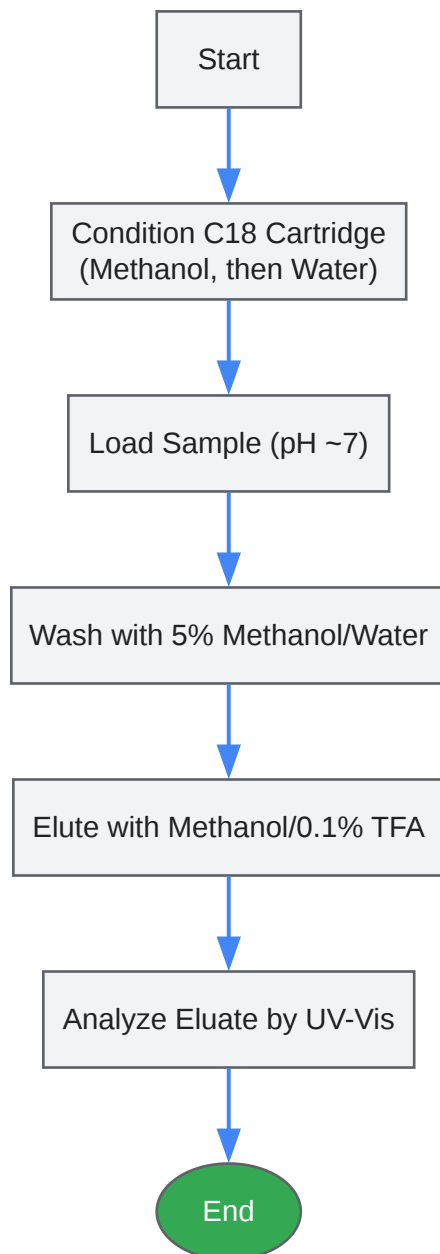 Start
Condition C18 Cartridge
(Methanol, then Water)
Load Sample (pH ~7)
Wash with 5% Methanol/Water
Elute with Methanol/0.1% TFA
Analyze Eluate by UV-Vis
End